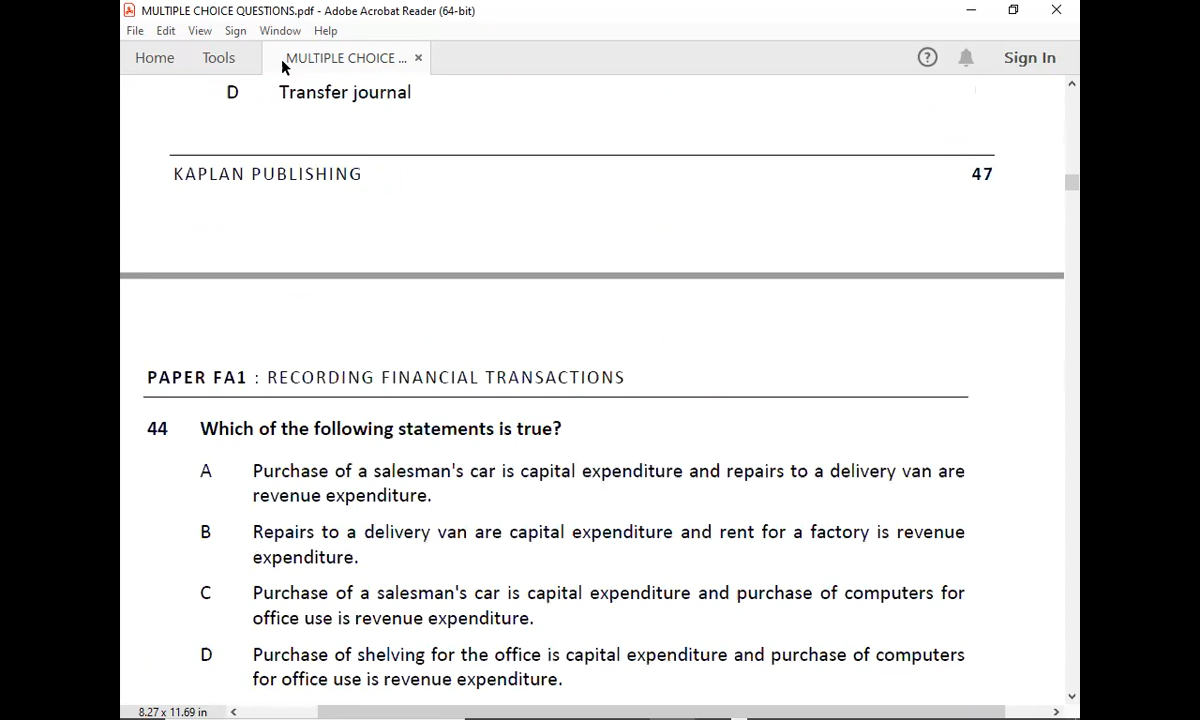 MULTIPLE CHOICE QUESTIONS.pdf - Adobe Acrobat Reader (64-bit)
File Edit View Sign Window Help
Home Tools MULTIPLE CHOICE ... × Sign In
D Transfer journal
KAPLAN PUBLISHING 47
PAPER FA1 : RECORDING FINANCIAL TRANSACTIONS
44 Which of the following statements is true?
A Purchase of a salesman's car is capital expenditure and repairs to a delivery van are
revenue expenditure.
B Repairs to a delivery van are capital expenditure and rent for a factory is revenue
expenditure.
C Purchase of a salesman's car is capital expenditure and purchase of computers for
office use is revenue expenditure.
D Purchase of shelving for the office is capital expenditure and purchase of computers
for office use is revenue expenditure.
8.27 x 11.69 in